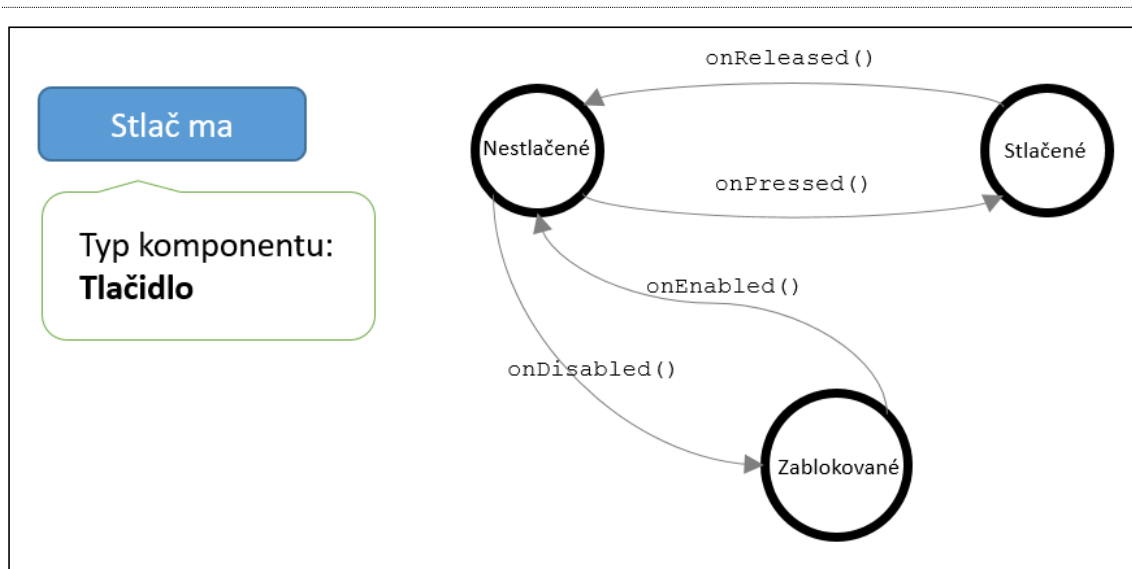 Stlač ma
Typ komponentu:
Tlačidlo
onReleased()
Nestlačené
Stlačené
onPressed()
onEnabled()
onDisabled()
Zablokované